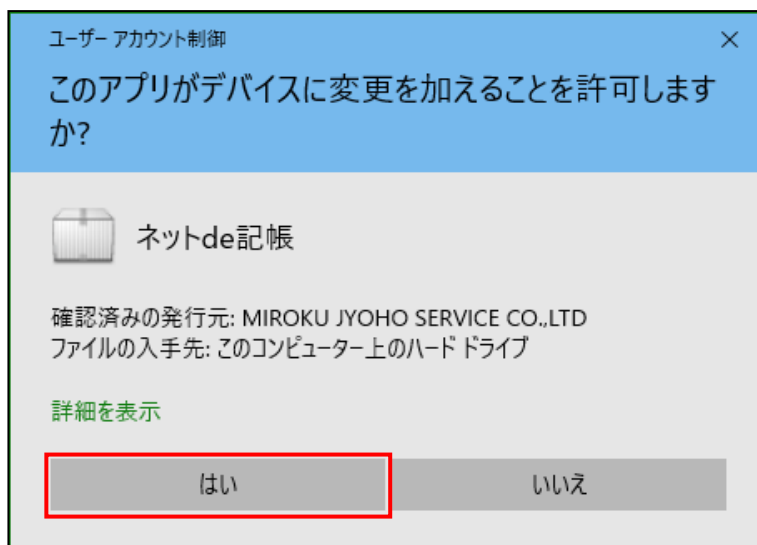 ユーザー アカウント制御
このアプリがデバイスに変更を加えることを許可します
か?
ネットde記帳
確認済みの発行元: MIROKU JYOHO SERVICE CO.,LTD
ファイルの入手先: このコンピューター上のハード ドライブ
詳細を表示
はい
いいえ